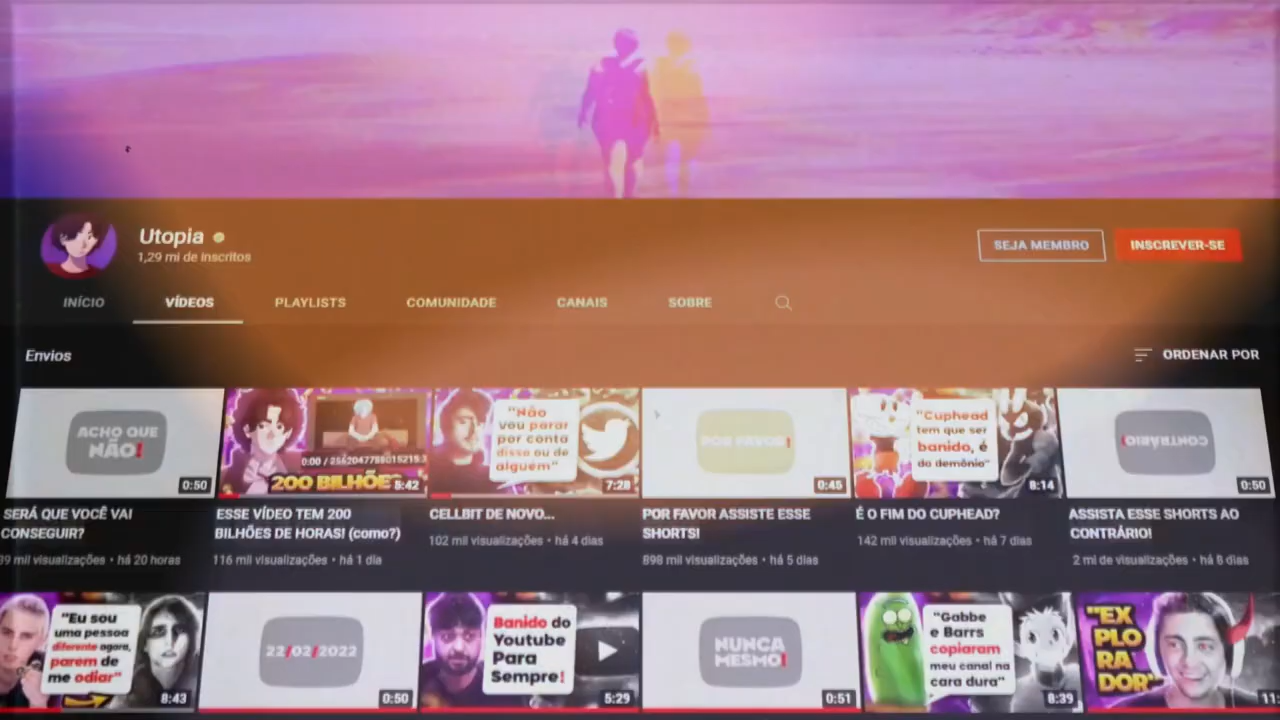 Utopia
1,29 mi de inscritos
SEJA MEMBRO
INSCREVER-SE
INÍCIO
VÍDEOS
PLAYLISTS
COMUNIDADE
CANAIS
SOBRE
Envios
ORDENAR POR
ACHO QUE
NÃO!
0:50
200 BILHÕE
5:42
"Não
vou parar
por conta
disso ou de
alguém"
7:28
POR FAVOR!
0:45
"Cuphead
tem que ser
banido, é
do demônio"
8:14
CONTRÁRIO!
0:50
SERÁ QUE VOCÊ VAI
CONSEGUIR?
39 mil visualizações • há 20 horas
ESSE VÍDEO TEM 200
BILHÕES DE HORAS! (como?)
116 mil visualizações • há 1 dia
CELLBIT DE NOVO...
102 mil visualizações • há 4 dias
POR FAVOR ASSISTE ESSE
SHORTS!
898 mil visualizações • há 5 dias
É O FIM DO CUPHEAD?
142 mil visualizações • há 7 dias
ASSISTA ESSE SHORTS AO
CONTRÁRIO!
2 mi de visualizações • há 8 dias
"Eu sou
uma pessoa
diferente agora,
parem de
me odiar"
8:43
22/02/2022
0:50
Banido do
Youtube
Para
Sempre!
5:29
NUNCA
MESMO!
0:51
"Gabbe
e Barrs
copiaram
meu canal na
cara dura"
8:39
"EX
PLO
RA
DOR"
11: